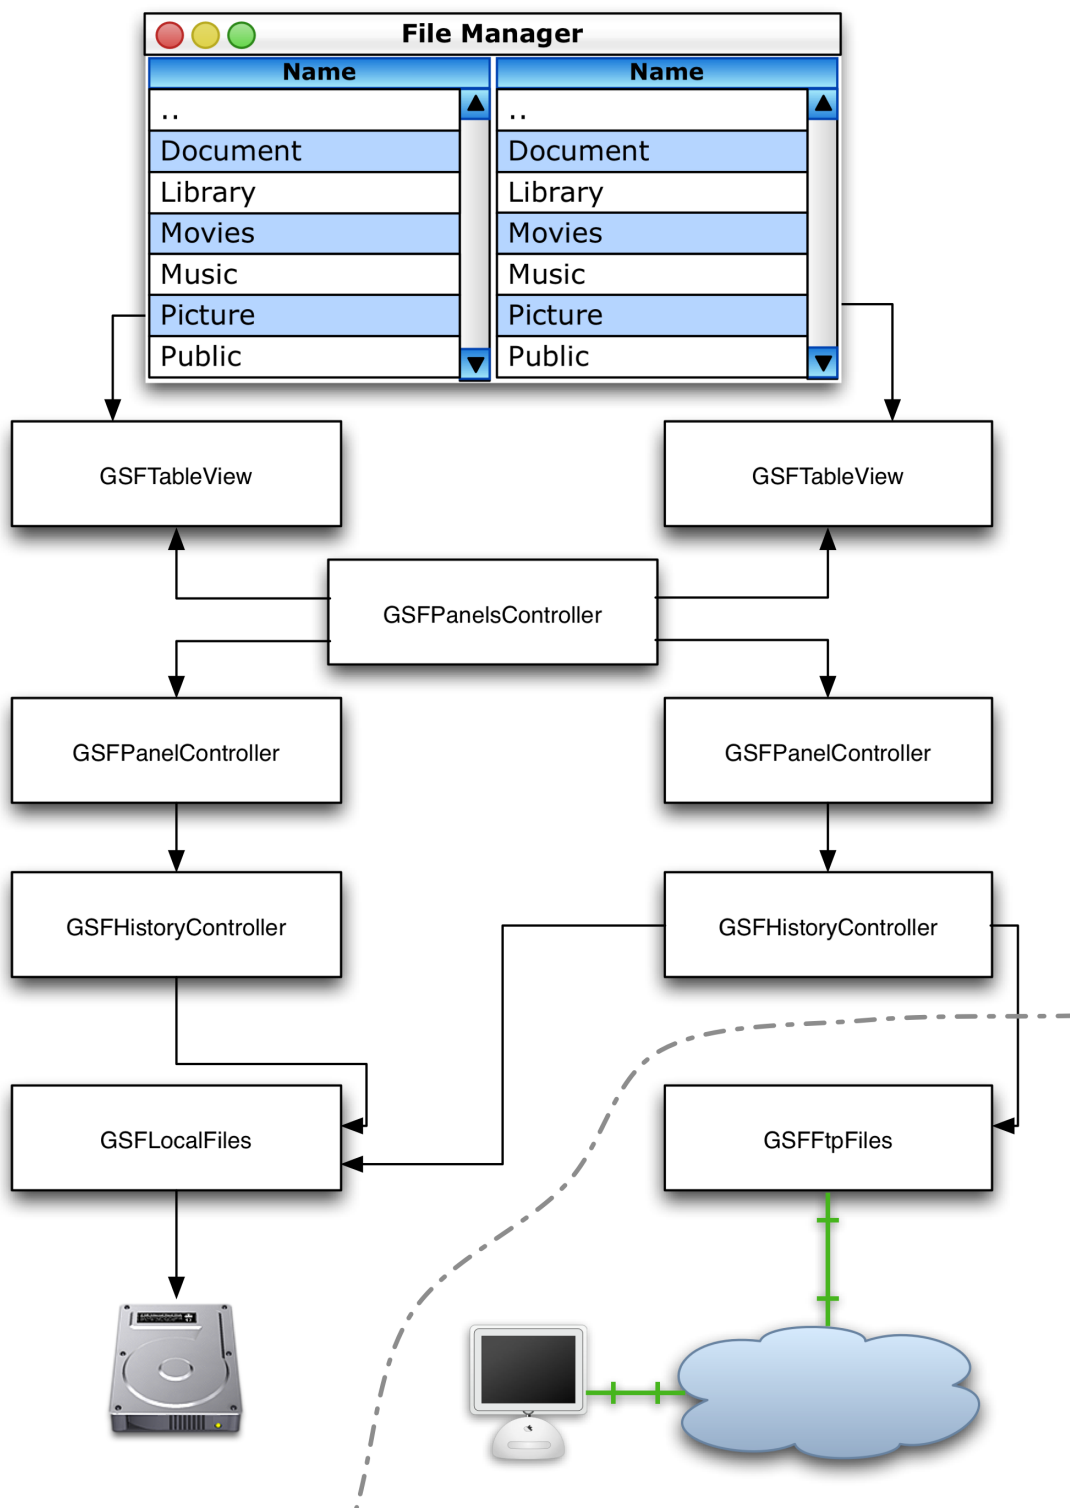 File Manager
Name Name
.. ..
Document Document
Library Library
Movies Movies
Music Music
Picture Picture
Public Public
GSFTableView GSFTableView
GSFPanelsController
GSFPanelController GSFPanelController
GSFHistoryController GSFHistoryController
GSFLocalFiles GSFFtpFiles